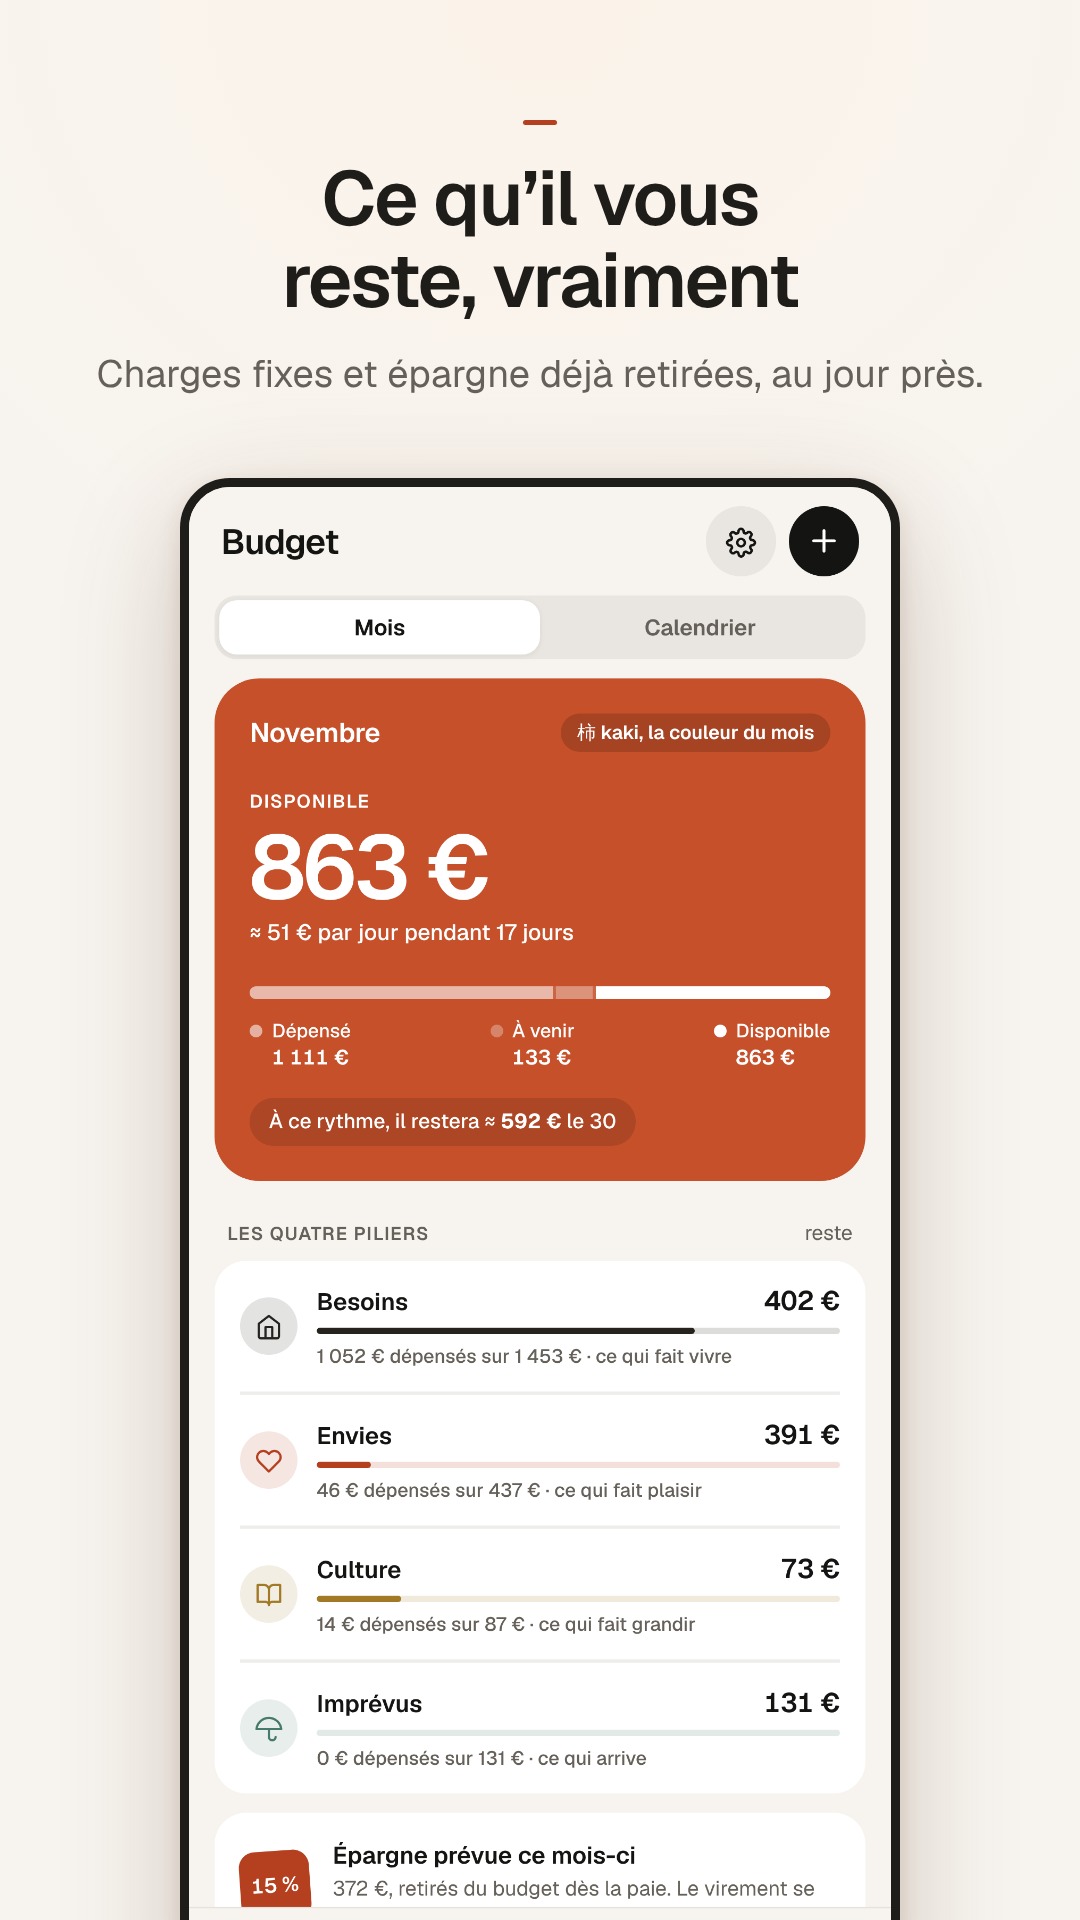 Ce qu’il vous
reste, vraiment
Charges fixes et épargne déjà retirées, au jour près.
Budget
Mois
Calendrier
Novembre
柿 kaki, la couleur du mois
DISPONIBLE
863 €
≈ 51 € par jour pendant 17 jours
Dépensé
1 111 €
À venir
133 €
Disponible
863 €
À ce rythme, il restera ≈ 592 € le 30
LES QUATRE PILIERS
reste
Besoins
402 €
1 052 € dépensés sur 1 453 € · ce qui fait vivre
Envies
391 €
46 € dépensés sur 437 € · ce qui fait plaisir
Culture
73 €
14 € dépensés sur 87 € · ce qui fait grandir
Imprévus
131 €
0 € dépensés sur 131 € · ce qui arrive
15 %
Épargne prévue ce mois-ci
372 €, retirés du budget dès la paie. Le virement se